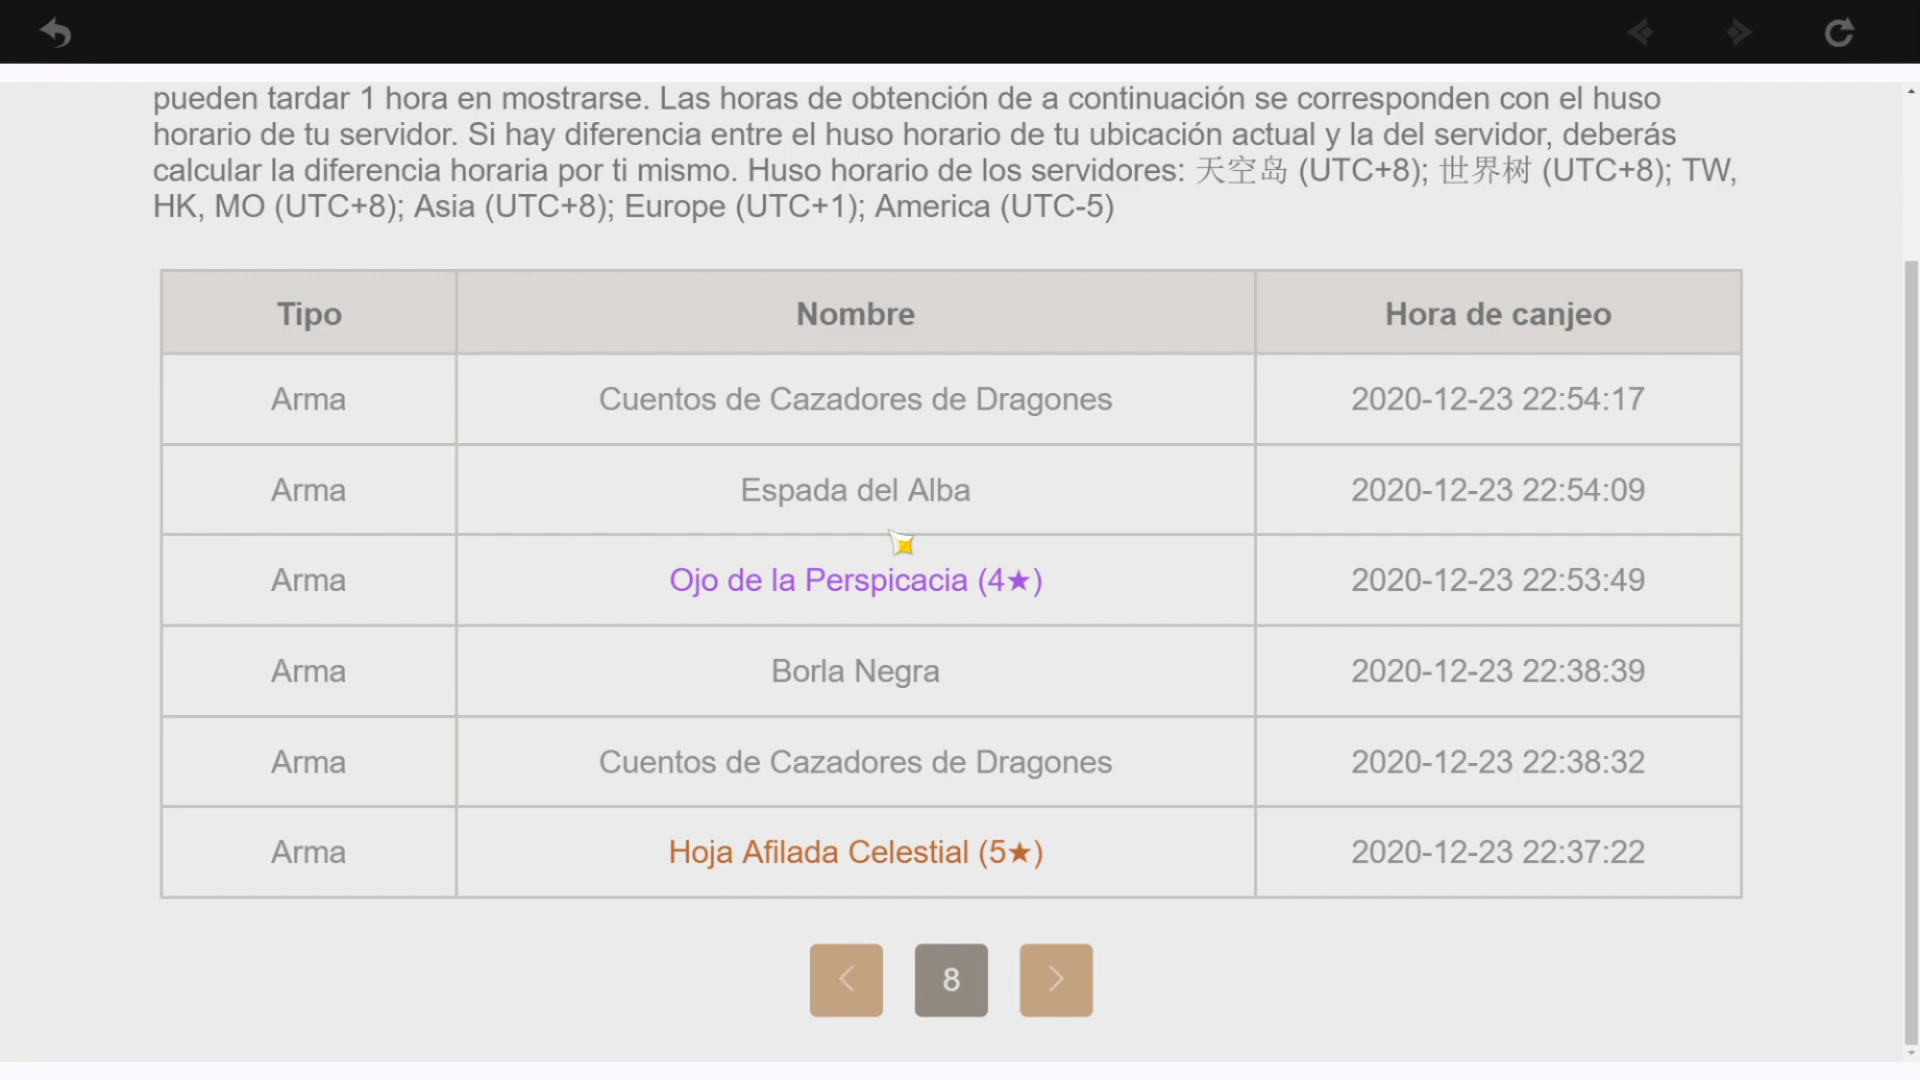 pueden tardar 1 hora en mostrarse. Las horas de obtención de a continuación se corresponden con el huso
horario de tu servidor. Si hay diferencia entre el huso horario de tu ubicación actual y la del servidor, deberás
calcular la diferencia horaria por ti mismo. Huso horario de los servidores: 天空岛 (UTC+8); 世界树 (UTC+8); TW,
HK, MO (UTC+8); Asia (UTC+8); Europe (UTC+1); America (UTC-5)
Tipo Nombre Hora de canjeo
Arma Cuentos de Cazadores de Dragones 2020-12-23 22:54:17
Arma Espada del Alba 2020-12-23 22:54:09
Arma Ojo de la Perspicacia (4★) 2020-12-23 22:53:49
Arma Borla Negra 2020-12-23 22:38:39
Arma Cuentos de Cazadores de Dragones 2020-12-23 22:38:32
Arma Hoja Afilada Celestial (5★) 2020-12-23 22:37:22
8